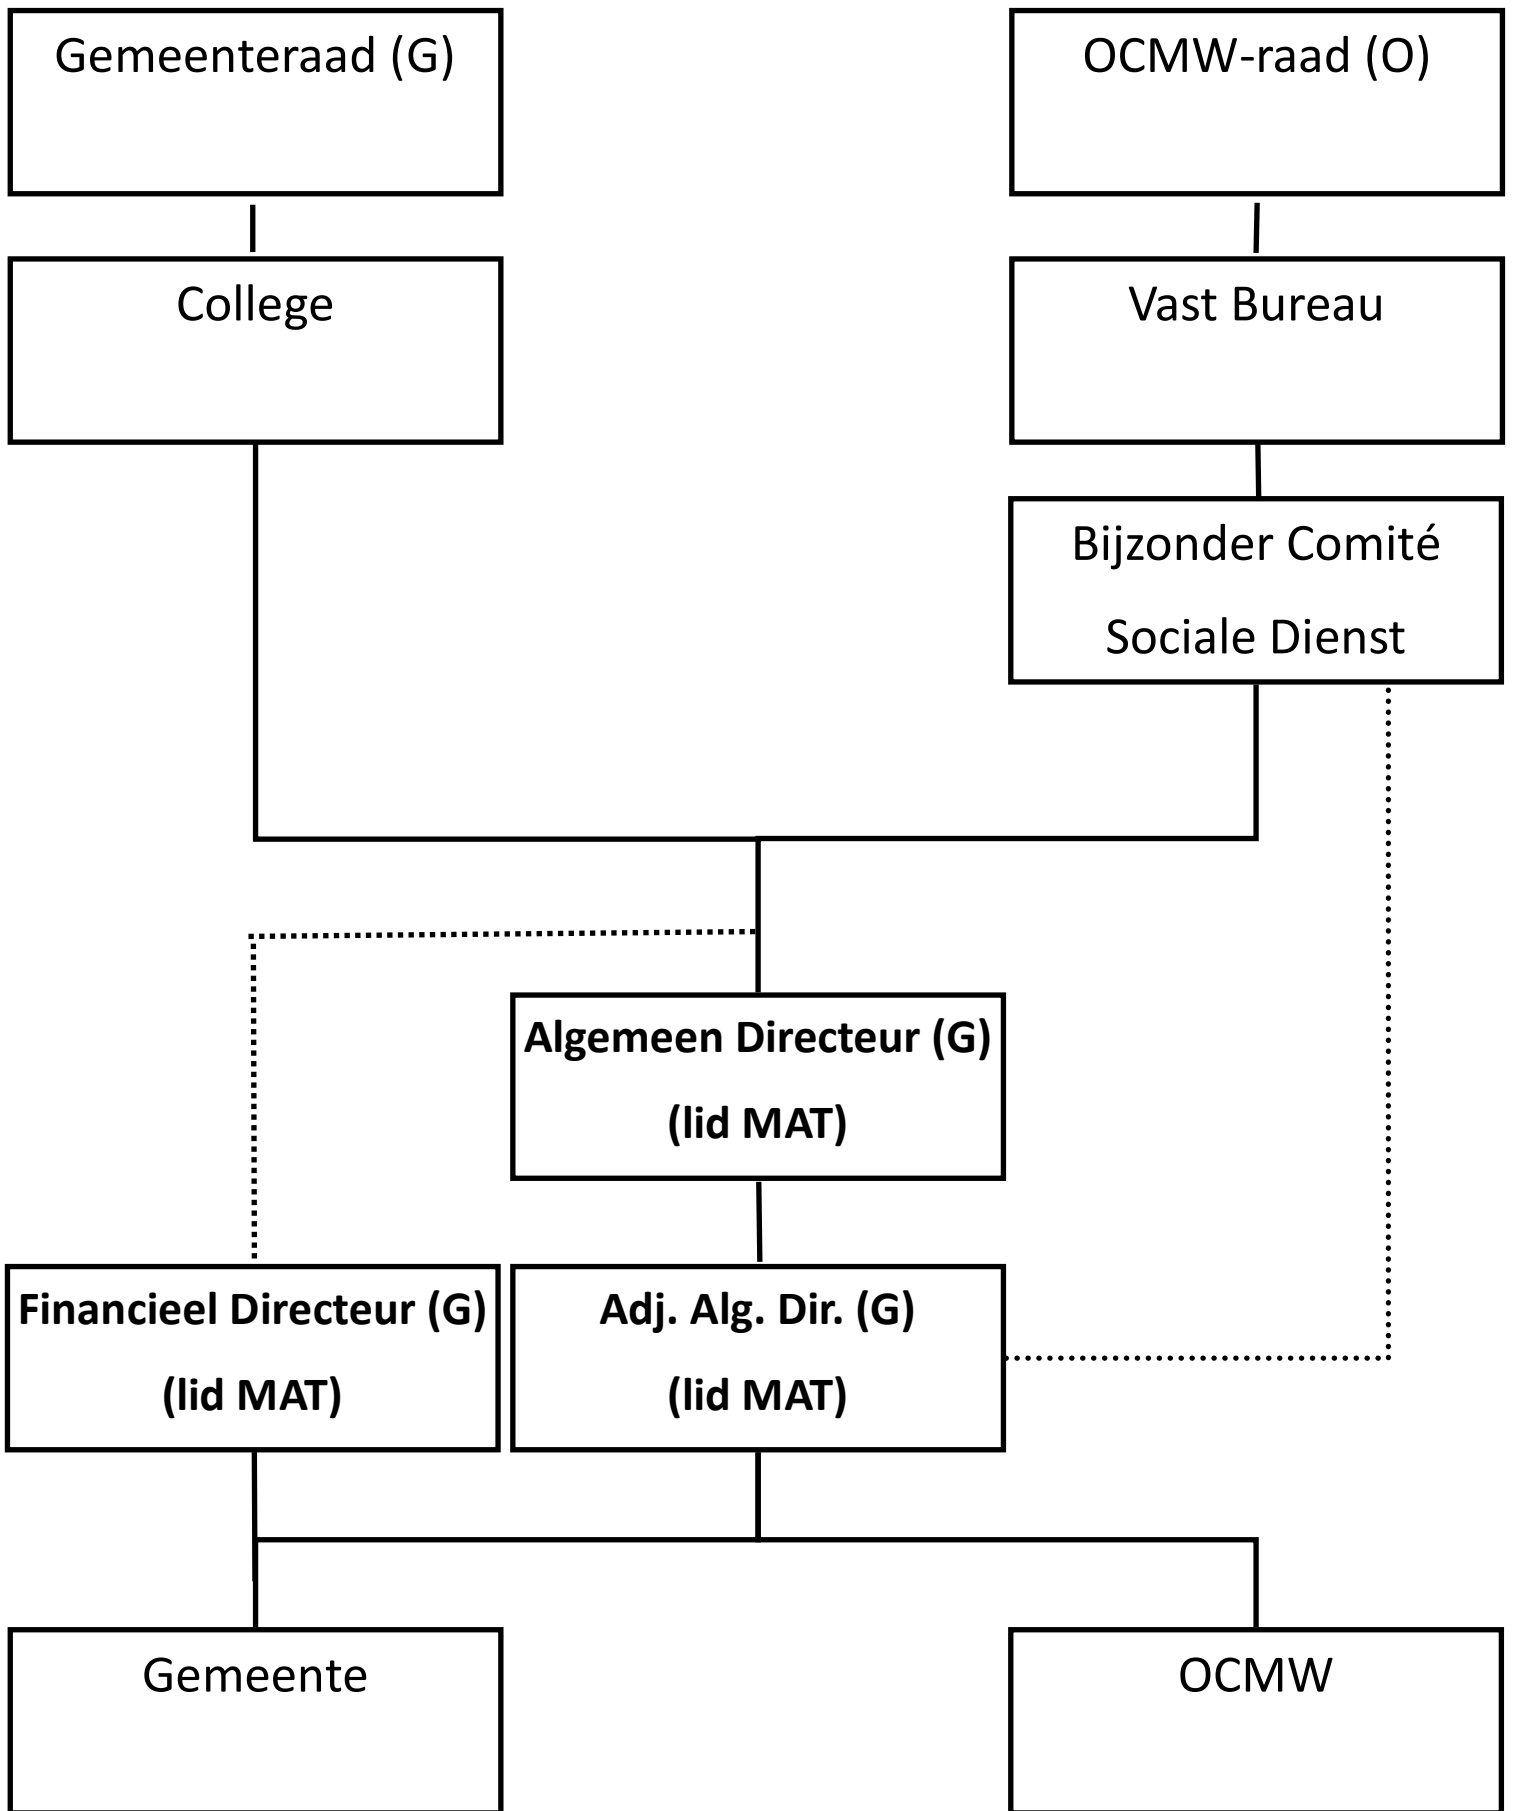 Gemeenteraad (G)
OCMW-raad (O)
College
Vast Bureau
Bijzonder Comité
Sociale Dienst
Algemeen Directeur (G)
(lid MAT)
Financieel Directeur (G)
(lid MAT)
Adj. Alg. Dir. (G)
(lid MAT)
Gemeente
OCMW